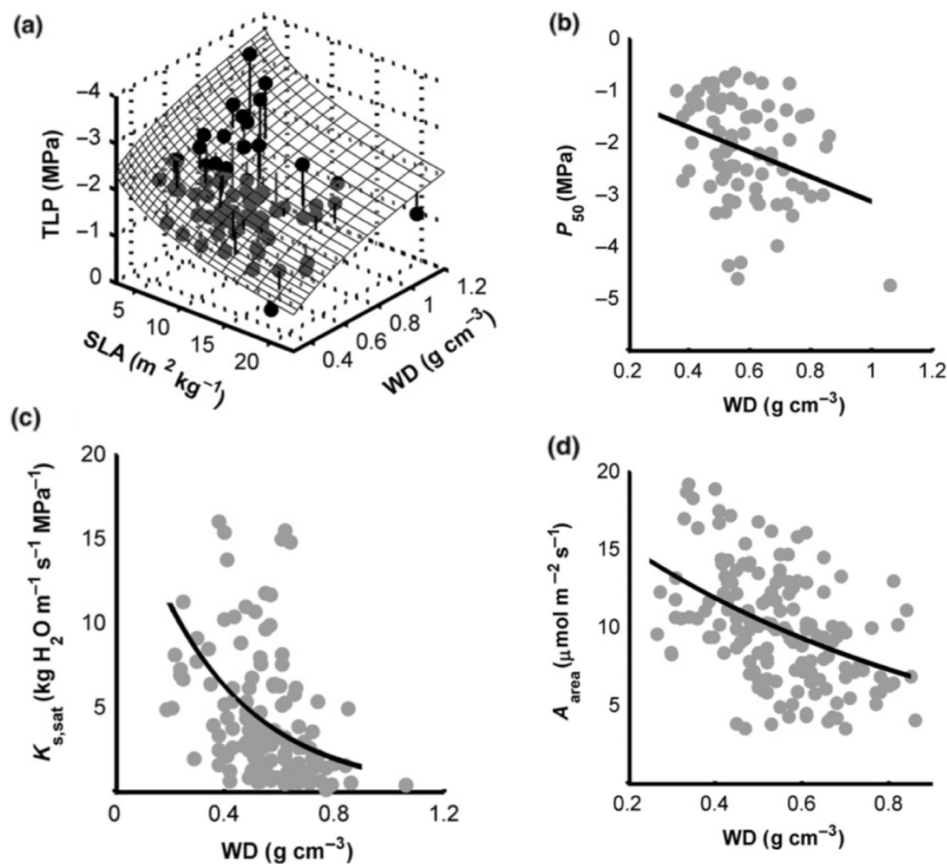 (a)
−4
−3
−2
−1
0
TLP (MPa)
5
10
15
20
SLA (m² kg⁻¹)
0.4
0.6
0.8
1
1.2
WD (g cm⁻³)
(b)
0
−1
−2
−3
−4
−5
P₅₀ (MPa)
0.2 0.4 0.6 0.8 1 1.2
WD (g cm⁻³)
(c)
20
15
10
5
K s,sat (kg H₂O m⁻¹ s⁻¹ MPa⁻¹)
0 0.4 0.8 1.2
WD (g cm⁻³)
(d)
20
15
10
5
A area (μmol m⁻² s⁻¹)
0.2 0.4 0.6 0.8
WD (g cm⁻³)